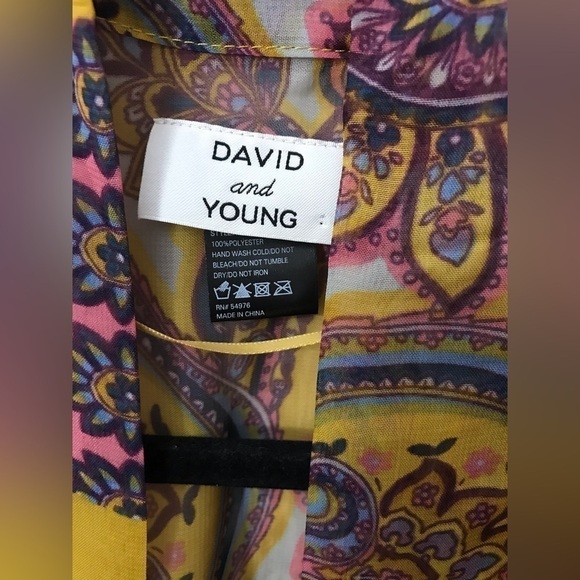 DAVID
and
YOUNG
100%POLYESTER
HAND WASH COLD/DO NOT
BLEACH/DO NOT TUMBLE
DRY/DO NOT IRON
RN# 54976
MADE IN CHINA